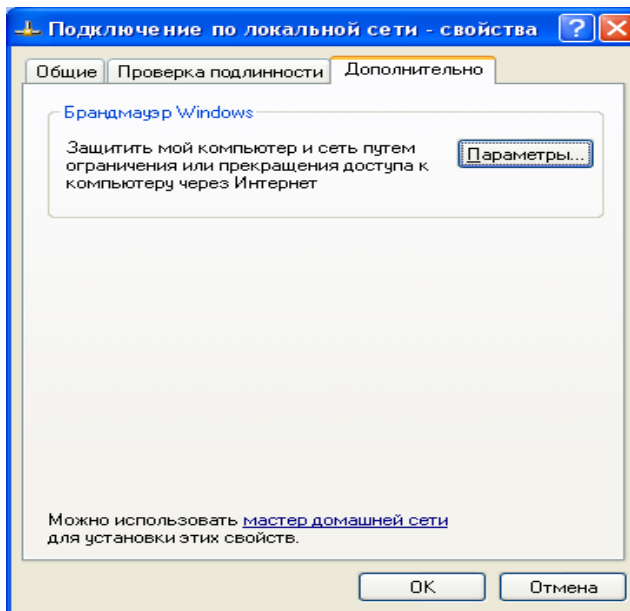 Подключение по локальной сети - свойства
Общие Проверка подлинности Дополнительно
Брандмауэр Windows
Защитить мой компьютер и сеть путем
ограничения или прекращения доступа к
компьютеру через Интернет
Параметры...
Можно использовать мастер домашней сети
для установки этих свойств.
OK Отмена